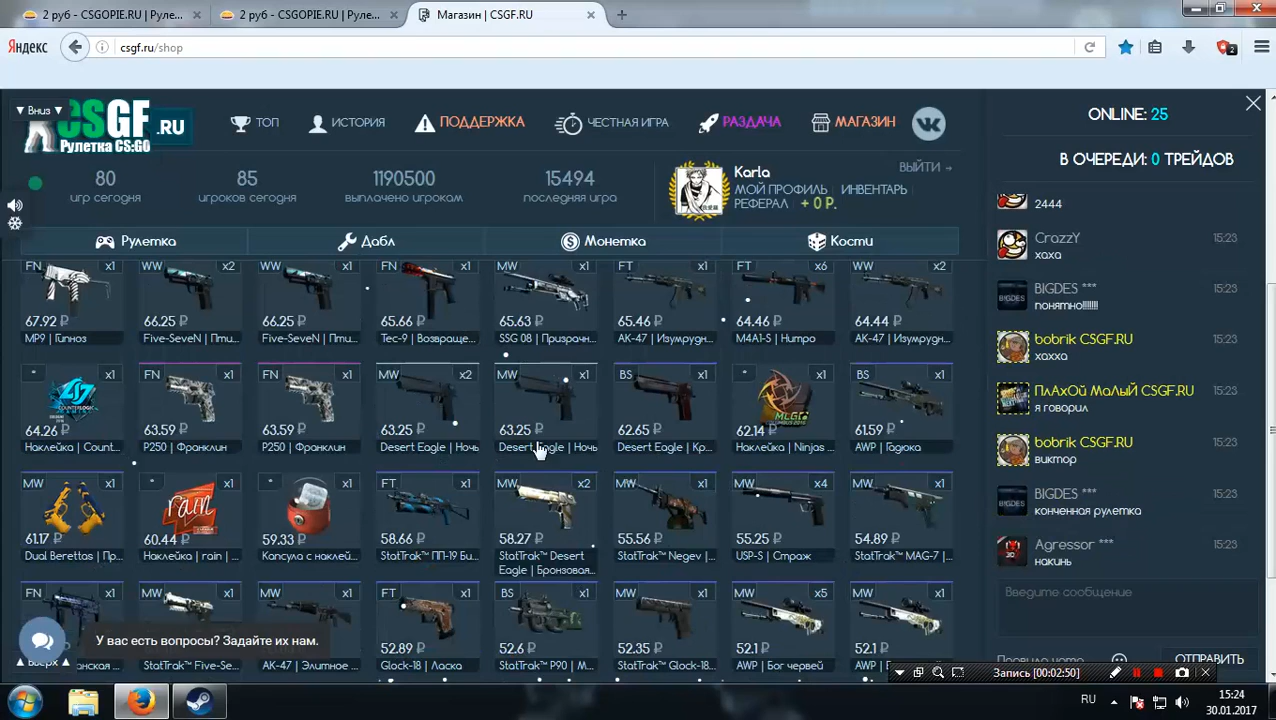 2 руб - CSGOPIE.RU | Руле...
2 руб - CSGOPIE.RU | Руле...
Магазин | CSGF.RU
Яндекс
csgf.ru/shop
2
▼ Вниз ▼
CSGF.RU
Рулетка CS:GO
ТОП
ИСТОРИЯ
ПОДДЕРЖКА
ЧЕСТНАЯ ИГРА
РАЗДАЧА
МАГАЗИН
80
игр сегодня
85
игроков сегодня
1190500
выплачено игрокам
15494
последняя игра
Karla
ВЫЙТИ →
МОЙ ПРОФИЛЬ ИНВЕНТАРЬ
РЕФЕРАЛ + 0 Р.
Рулетка
Дабл
Монетка
Кости
FN x1
67.92 ₽
MP9 | Гипноз
WW x2
66.25 ₽
Five-SeveN | Пти...
WW x1
66.25 ₽
Five-SeveN | Пти...
FN x1
65.66 ₽
Tec-9 | Возвраще...
MW x1
65.63 ₽
SSG 08 | Призрачн...
FT x1
65.46 ₽
AK-47 | Изумрудн...
FT x6
64.46 ₽
M4A1-S | Нитро
WW x2
64.44 ₽
AK-47 | Изумрудн...
* x1
64.26 ₽
Наклейка | Count...
FN x1
63.59 ₽
P250 | Франклин
FN x1
63.59 ₽
P250 | Франклин
MW x2
63.25 ₽
Desert Eagle | Ночь
MW x1
63.25 ₽
Desert Eagle | Ночь
BS x1
62.65 ₽
Desert Eagle | Кр...
* x1
62.14 ₽
Наклейка | Ninjas ...
BS x1
61.59 ₽
AWP | Гадюка
MW x1
61.17 ₽
Dual Berettas | Пр...
* x1
60.44 ₽
Наклейка | rain | ...
* x1
59.33 ₽
Капсула с наклей...
FT x1
58.66 ₽
StatTrak™ ПП-19 Би...
MW x2
58.27 ₽
StatTrak™ Desert
Eagle | Бронзовая...
MW x1
55.56 ₽
StatTrak™ Negev |...
MW x4
55.25 ₽
USP-S | Страж
MW x1
54.89 ₽
StatTrak™ MAG-7 |...
FN x1
MW x1
StatTrak™ Five-Se...
MW x1
AK-47 | Элитное ...
FT x1
52.89 ₽
Glock-18 | Ласка
BS x1
52.6 ₽
StatTrak™ P90 | М...
MW x1
52.35 ₽
StatTrak™ Glock-18...
MW x5
52.1 ₽
AWP | Бог червей
MW x1
52.1 ₽
У вас есть вопросы? Задайте их нам.
▲ Вверх ▲
ONLINE: 25
В ОЧЕРЕДИ: 0 ТРЕЙДОВ
2444
CrazzY 15:23
хаха
BIGDES *** 15:23
понятно!!!!!!!
bobrik CSGF.RU 15:23
хахха
ПлАхОй МаЛыЙ CSGF.RU 15:23
я говорил
bobrik CSGF.RU 15:23
виктор
BIGDES *** 15:23
конченная рулетка
Agressor *** 15:23
накинь
Введите сообщение
Правила чата
ОТПРАВИТЬ
Запись [00:02:50]
RU
15:24
30.01.2017